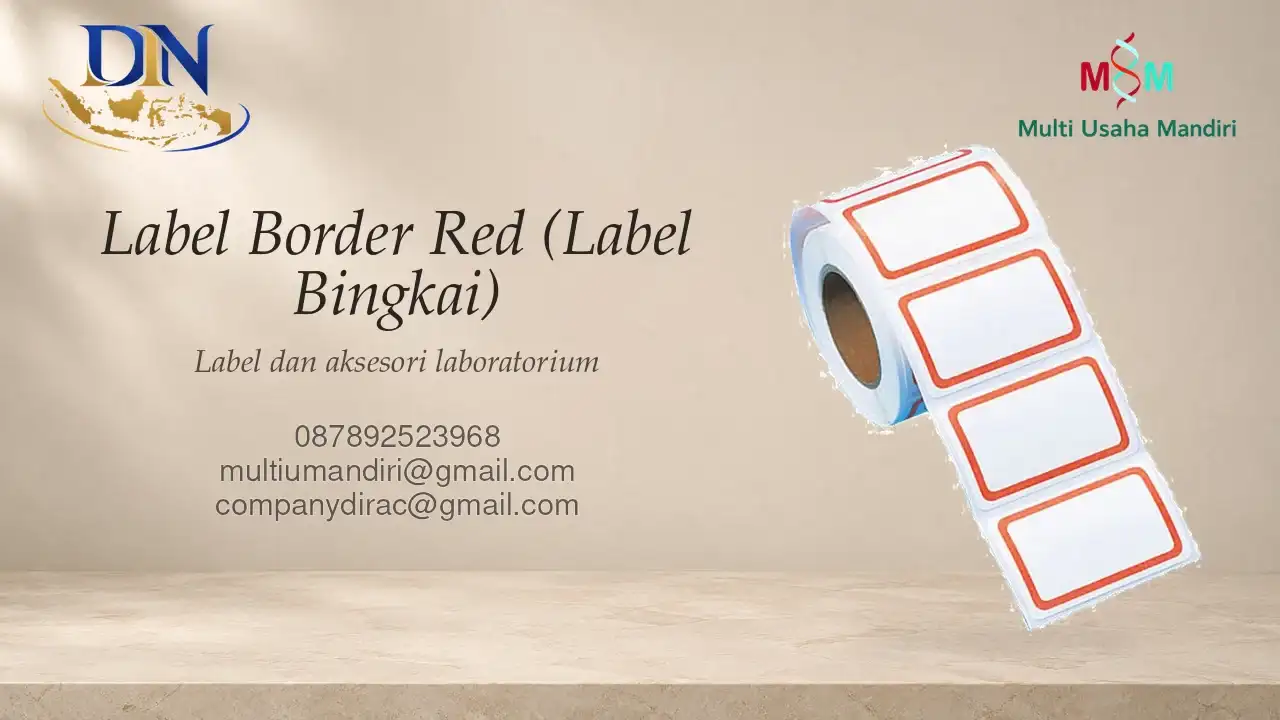 DIN
MSM
Multi Usaha Mandiri
Label Border Red (Label
Bingkai)
Label dan aksesori laboratorium
087892523968
multiumandiri@gmail.com
companydirac@gmail.com